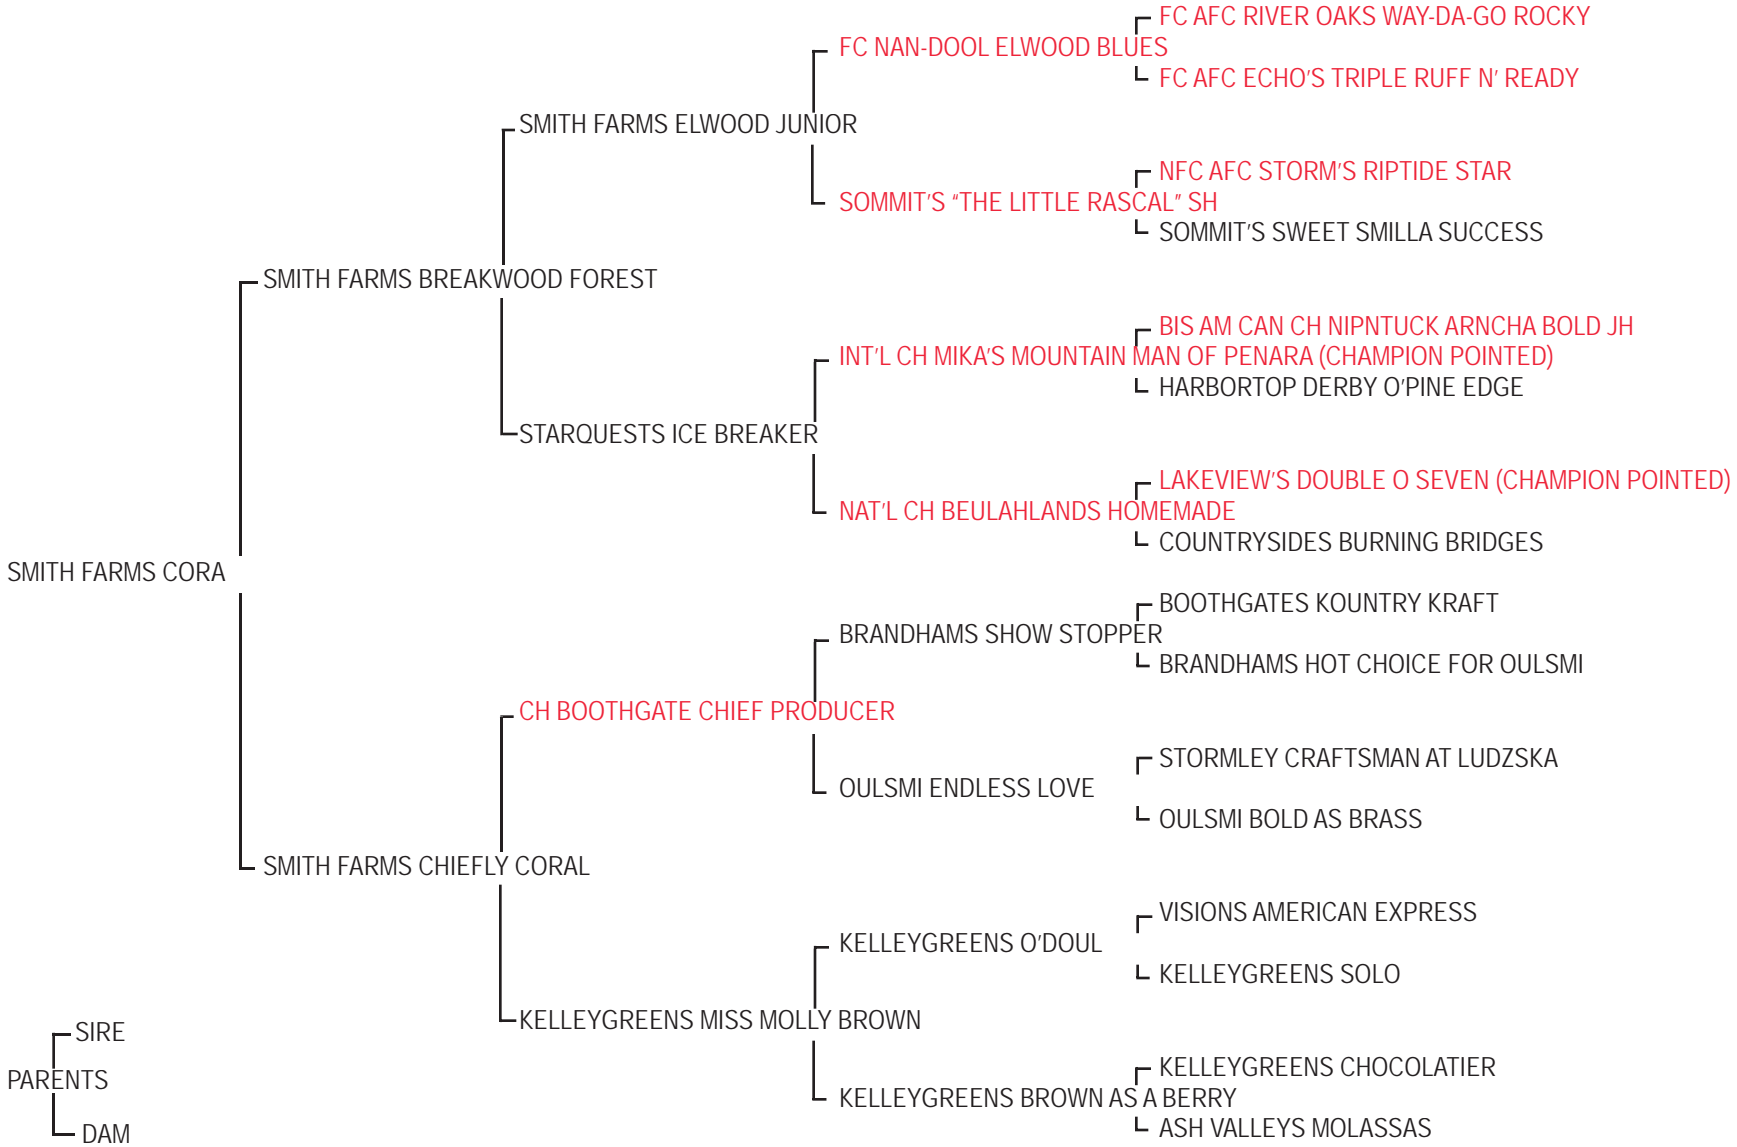 FC AFC RIVER OAKS WAY-DA-GO ROCKY
FC NAN-DOOL ELWOOD BLUES
FC AFC ECHO'S TRIPLE RUFF N' READY
SMITH FARMS ELWOOD JUNIOR
NFC AFC STORM'S RIPTIDE STAR
SOMMIT'S “THE LITTLE RASCAL” SH
SOMMIT'S SWEET SMILLA SUCCESS
SMITH FARMS BREAKWOOD FOREST
BIS AM CAN CH NIPNTUCK ARNCHA BOLD JH
INT'L CH MIKA'S MOUNTAIN MAN OF PENARA (CHAMPION POINTED)
HARBORTOP DERBY O'PINE EDGE
STARQUESTS ICE BREAKER
LAKEVIEW'S DOUBLE O SEVEN (CHAMPION POINTED)
NAT'L CH BEULAHLANDS HOMEMADE
COUNTRYSIDES BURNING BRIDGES
SMITH FARMS CORA
BOOTHGATES KOUNTRY KRAFT
BRANDHAMS SHOW STOPPER
BRANDHAMS HOT CHOICE FOR OULSMI
CH BOOTHGATE CHIEF PRODUCER
STORMLEY CRAFTSMAN AT LUDZSKA
OULSMI ENDLESS LOVE
OULSMI BOLD AS BRASS
SMITH FARMS CHIEFLY CORAL
VISIONS AMERICAN EXPRESS
KELLEYGREENS O'DOUL
KELLEYGREENS SOLO
KELLEYGREENS MISS MOLLY BROWN
KELLEYGREENS CHOCOLATIER
KELLEYGREENS BROWN AS A BERRY
ASH VALLEYS MOLASSAS
SIRE
PARENTS
DAM